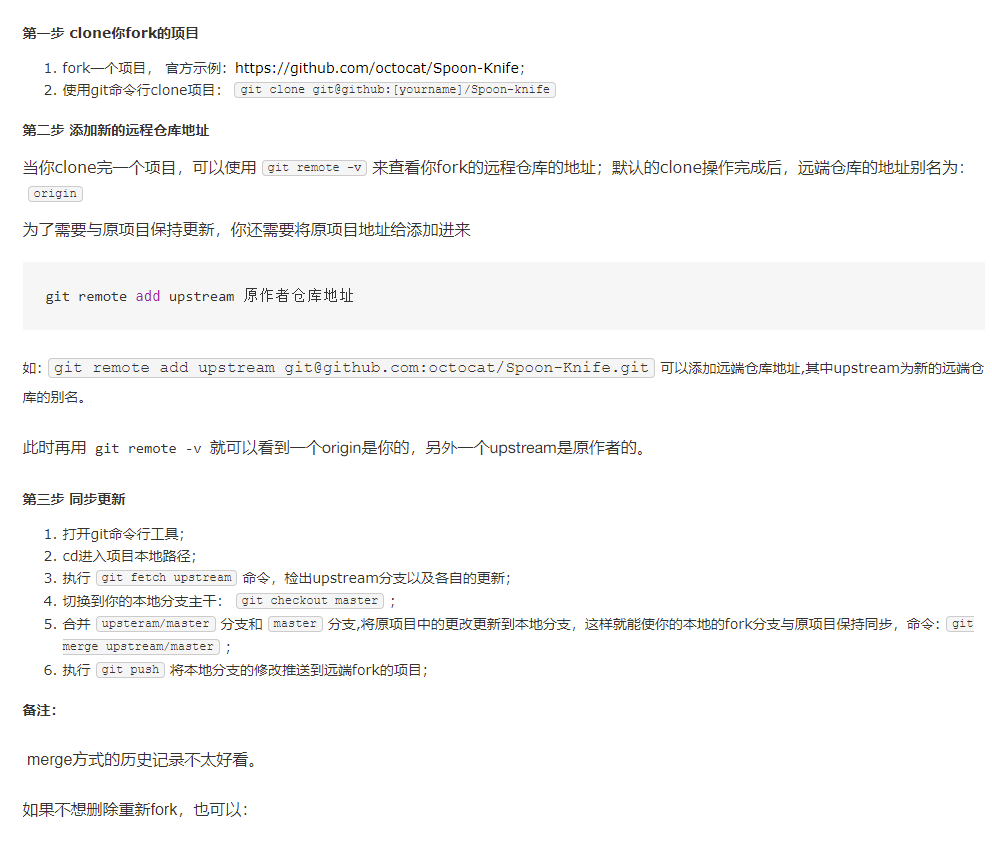 第一步 clone你fork的项目
1. fork一个项目， 官方示例：https://github.com/octocat/Spoon-Knife;
2. 使用git命令行clone项目： git clone git@github:[yourname]/Spoon-knife
第二步 添加新的远程仓库地址
当你clone完一个项目，可以使用 git remote -v 来查看你fork的远程仓库的地址；默认的clone操作完成后，远端仓库的地址别名为：
origin
为了需要与原项目保持更新，你还需要将原项目地址给添加进来
git remote add upstream 原作者仓库地址
如: git remote add upstream git@github.com:octocat/Spoon-Knife.git 可以添加远端仓库地址,其中upstream为新的远端仓
库的别名。
此时再用 git remote -v 就可以看到一个origin是你的，另外一个upstream是原作者的。
第三步 同步更新
1. 打开git命令行工具;
2. cd进入项目本地路径;
3. 执行 git fetch upstream 命令，检出upstream分支以及各自的更新;
4. 切换到你的本地分支主干： git checkout master ;
5. 合并 upsteram/master 分支和 master 分支,将原项目中的更改更新到本地分支，这样就能使你的本地的fork分支与原项目保持同步，命令: git
merge upstream/master ;
6. 执行 git push 将本地分支的修改推送到远端fork的项目;
备注：
merge方式的历史记录不太好看。
如果不想删除重新fork，也可以：